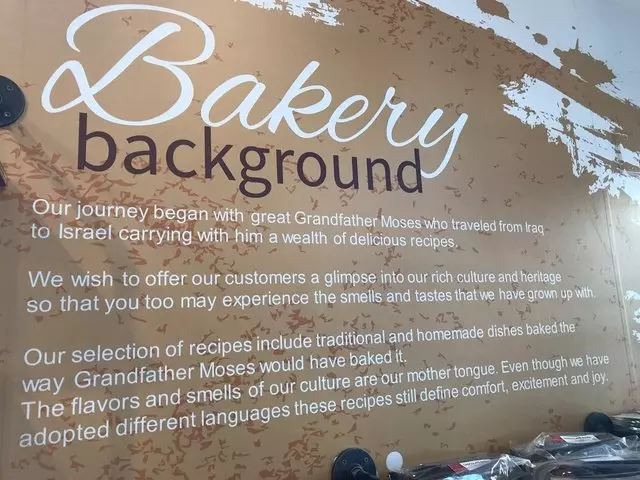 Bakery
background
Our journey began with great Grandfather Moses who traveled from Iraq
to Israel carrying with him a wealth of delicious recipes.
We wish to offer our customers a glimpse into our rich culture and heritage
so that you too may experience the smells and tastes that we have grown up with.
Our selection of recipes include traditional and homemade dishes baked the
way Grandfather Moses would have baked it.
The flavors and smells of our culture are our mother tongue. Even though we have
adopted different languages these recipes still define comfort, excitement and joy.